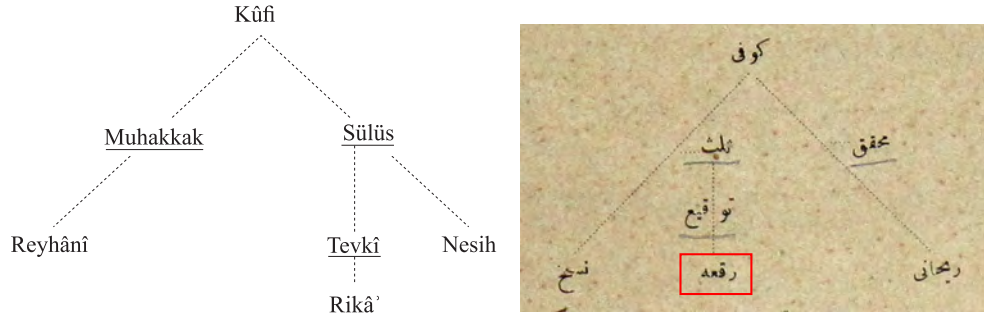 Kûfi
Muhakkak Sülüs
Reyhânî Tevkî Nesih
Rikâʾ
كوفى
محقق
ثلث
توقيع
ريحانى
رقعه
نسخ